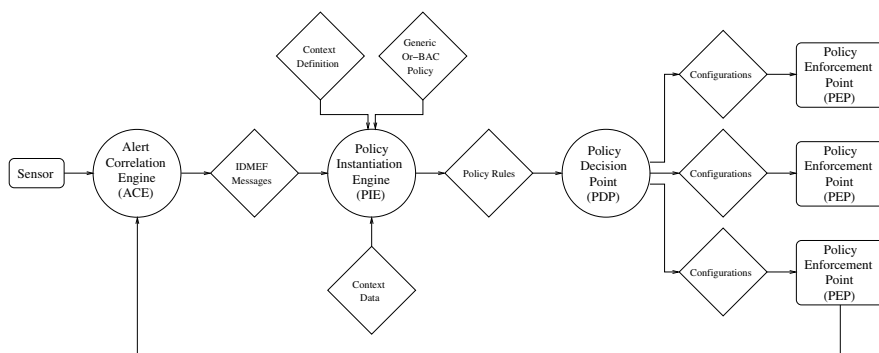 Sensor
Alert
Correlation
Engine
(ACE)
IDMEF
Messages
Context
Definition
Generic
Or−BAC
Policy
Policy
Instantiation
Engine
(PIE)
Context
Data
Policy Rules
Policy
Decision
Point
(PDP)
Configurations
Policy
Enforcement
Point
(PEP)
Configurations
Policy
Enforcement
Point
(PEP)
Configurations
Policy
Enforcement
Point
(PEP)